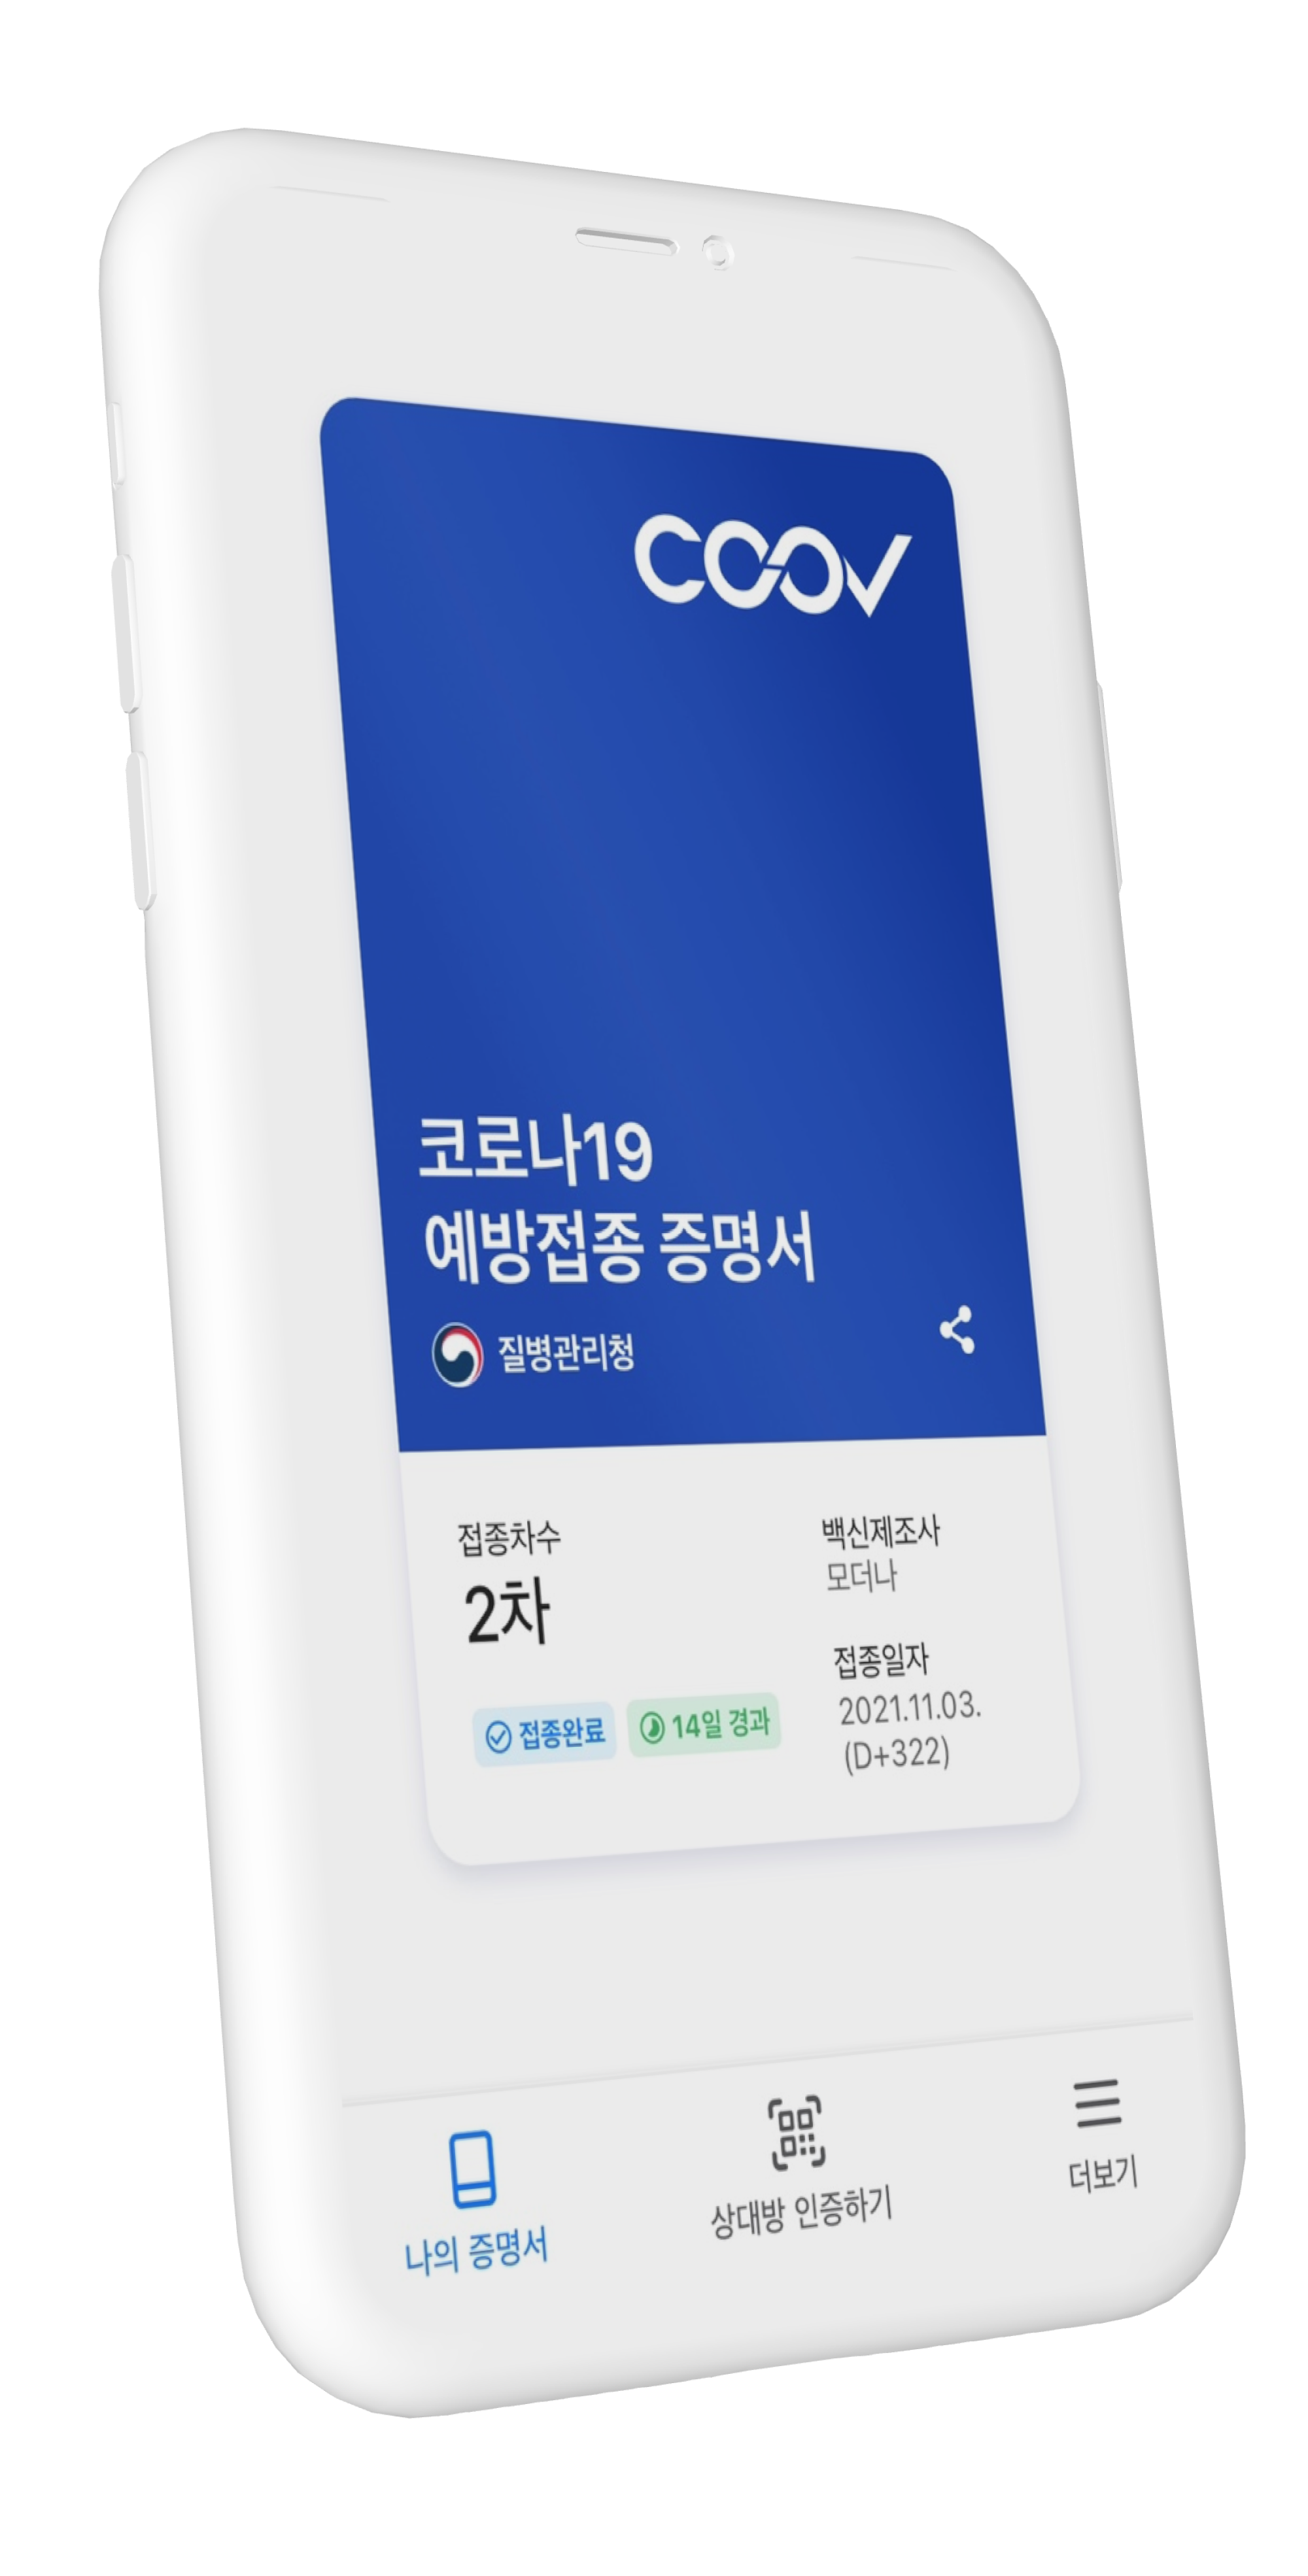 COOV
코로나19
예방접종 증명서
질병관리청
접종차수
2차
접종완료
14일 경과
백신제조사
모더나
접종일자
2021.11.03.
(D+322)
나의 증명서
상대방 인증하기
더보기